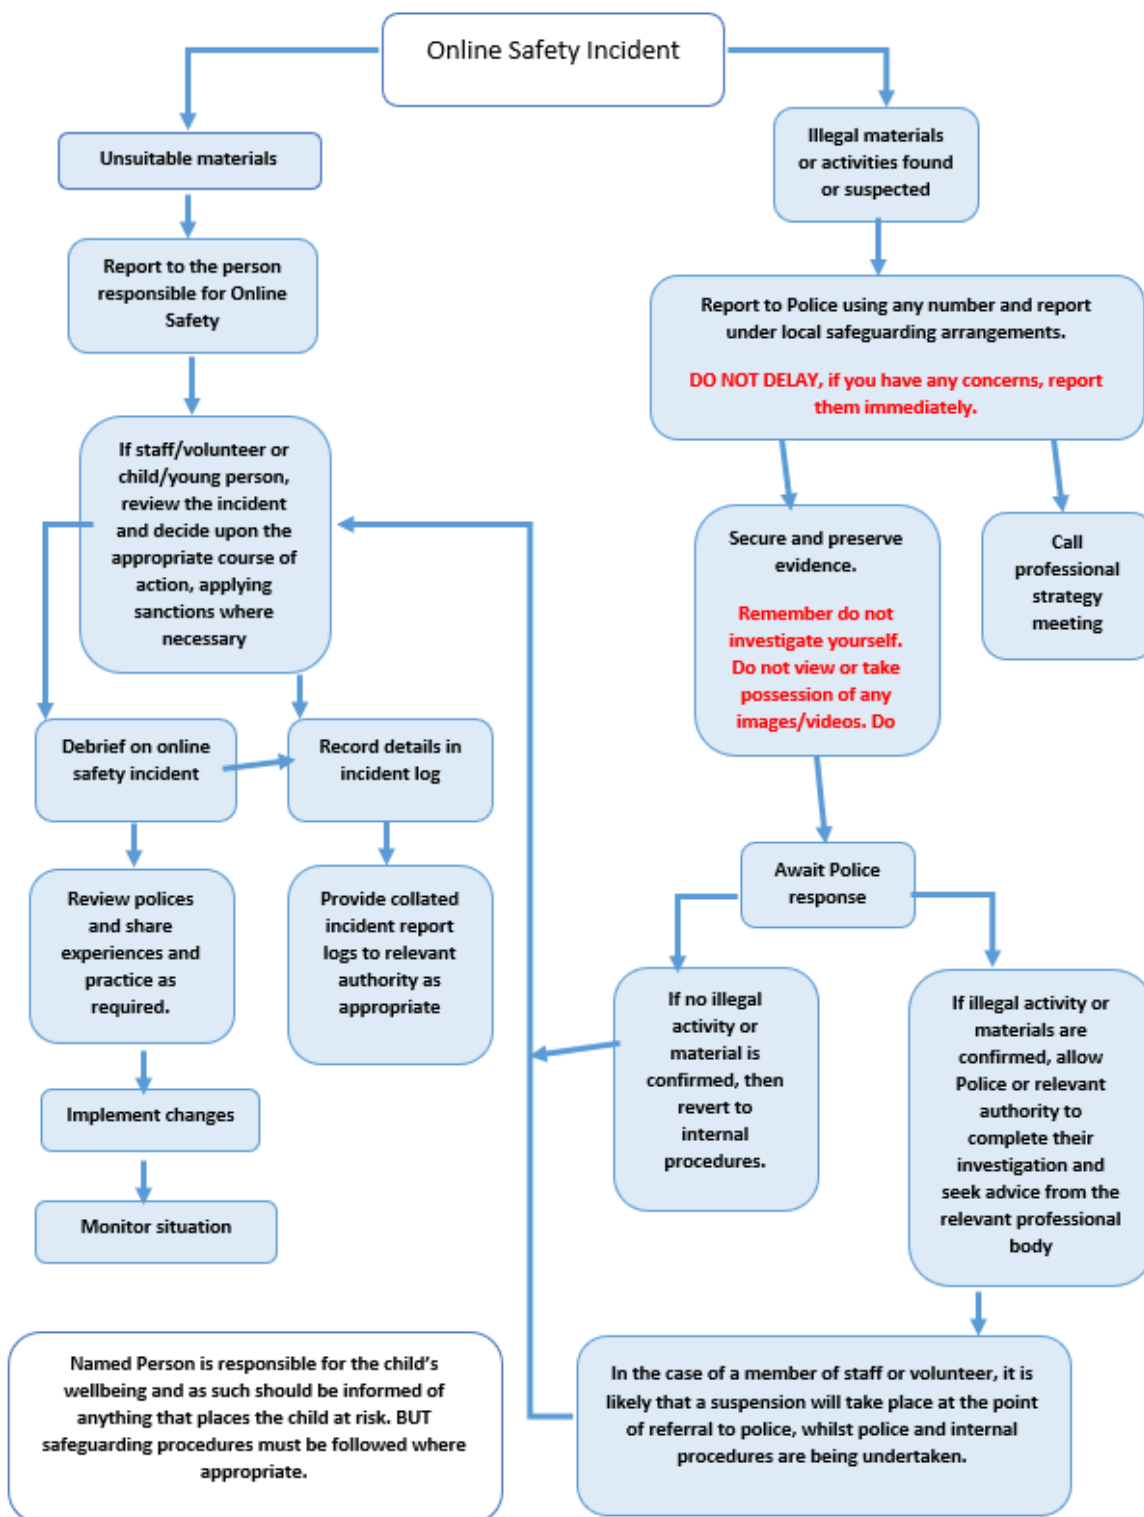 Online Safety Incident
Unsuitable materials
Illegal materials
or activities found
or suspected
Report to the person
responsible for Online
Safety
Report to Police using any number and report
under local safeguarding arrangements.
DO NOT DELAY, if you have any concerns, report
them immediately.
If staff/volunteer or
child/young person,
review the incident
and decide upon the
appropriate course of
action, applying
sanctions where
necessary
Secure and preserve
evidence.
Remember do not
investigate yourself.
Do not view or take
possession of any
images/videos. Do
Call
professional
strategy
meeting
Debrief on online
safety incident
Record details in
incident log
Review polices
and share
experiences and
practice as
required.
Provide collated
incident report
logs to relevant
authority as
appropriate
Await Police
response
If no illegal
activity or
material is
confirmed, then
revert to
internal
procedures.
If illegal activity or
materials are
confirmed, allow
Police or relevant
authority to
complete their
investigation and
seek advice from the
relevant professional
body
Implement changes
Monitor situation
Named Person is responsible for the child’s
wellbeing and as such should be informed of
anything that places the child at risk. BUT
safeguarding procedures must be followed where
appropriate.
In the case of a member of staff or volunteer, it is
likely that a suspension will take place at the point
of referral to police, whilst police and internal
procedures are being undertaken.